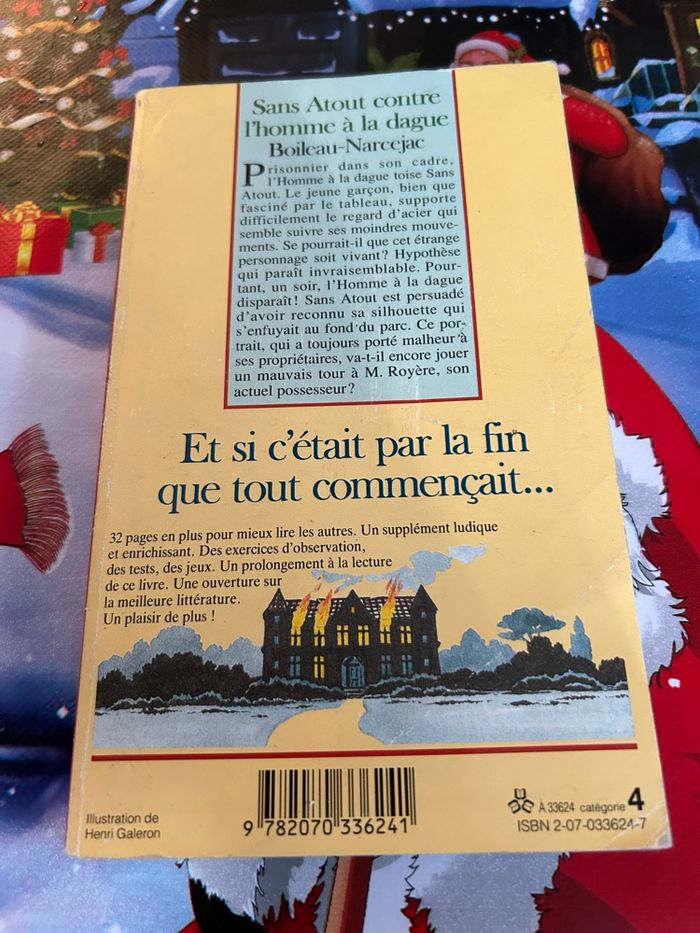 Sans Atout contre
l'homme à la dague
Boileau-Narcejac
Prisonnier dans son cadre,
l'Homme à la dague toise Sans
Atout. Le jeune garçon, bien que
fasciné par le tableau, supporte
difficilement le regard d'acier qui
semble suivre ses moindres mouve-
ments. Se pourrait-il que cet étrange
personnage soit vivant ? Hypothèse
qui paraît invraisemblable. Pour-
tant, un soir, l'Homme à la dague
disparaît ! Sans Atout est persuadé
d'avoir reconnu sa silhouette qui
s'enfuyait au fond du parc. Ce por-
trait, qui a toujours porté malheur à
ses propriétaires, va-t-il encore jouer
un mauvais tour à M. Royère, son
actuel possesseur ?
Et si c'était par la fin
que tout commençait...
32 pages en plus pour mieux lire les autres. Un supplément ludique
et enrichissant. Des exercices d'observation,
des tests, des jeux. Un prolongement à la lecture
de ce livre. Une ouverture sur
la meilleure littérature.
Un plaisir de plus !
Illustration de
Henri Galeron
9 782070 336241
À 33624 catégorie 4
ISBN 2-07-033624-7